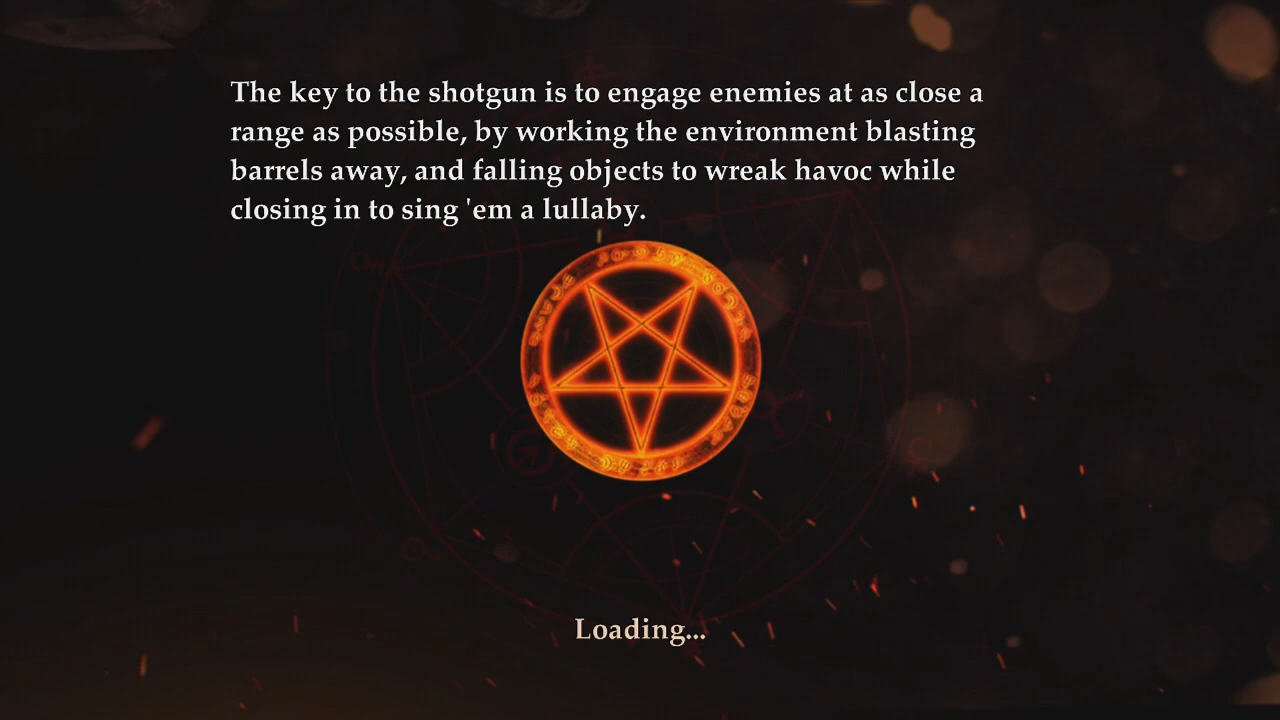 The key to the shotgun is to engage enemies at as close a
range as possible, by working the environment blasting
barrels away, and falling objects to wreak havoc while
closing in to sing 'em a lullaby.
Loading...